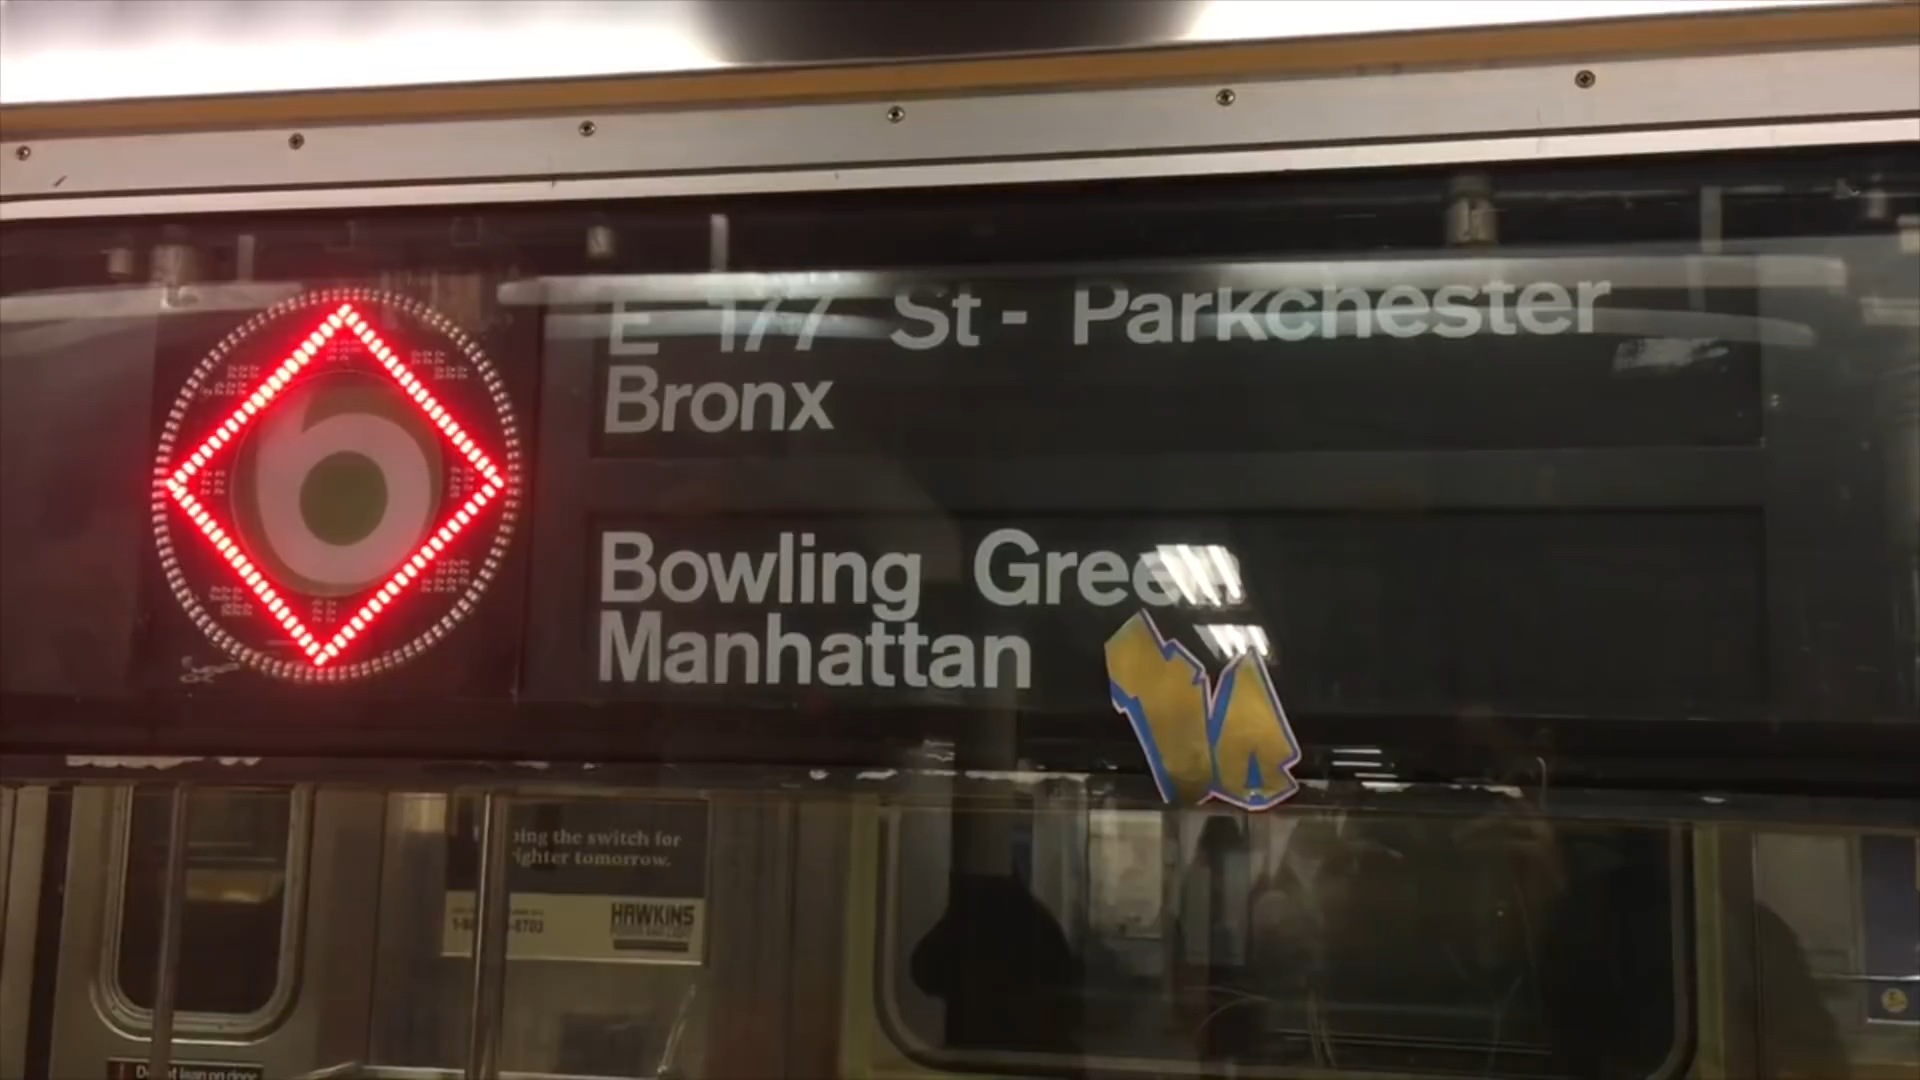 6
E 177 St - Parkchester
Bronx
Bowling Green
Manhattan
the switch for
tomorrow.
HAWKINS